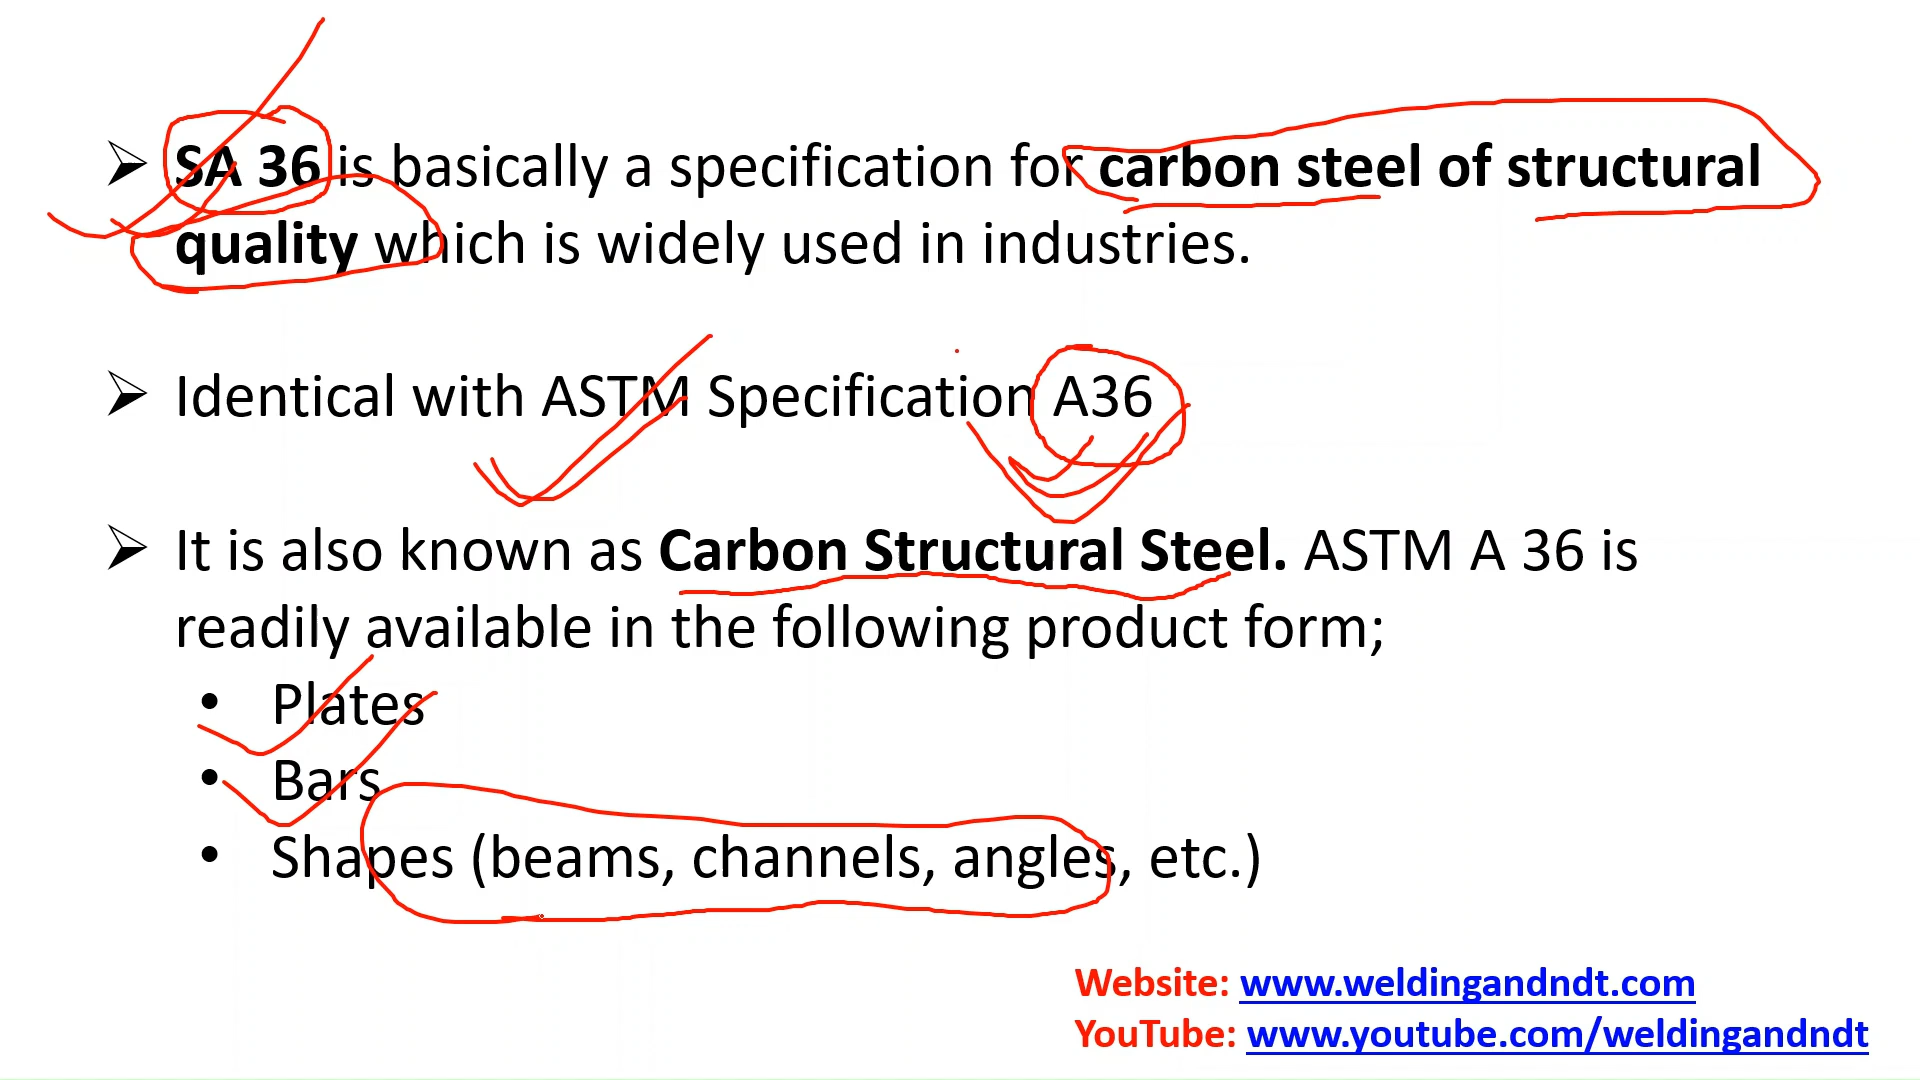 SA 36 is basically a specification for carbon steel of structural
quality which is widely used in industries.
Identical with ASTM Specification A36
It is also known as Carbon Structural Steel. ASTM A 36 is
readily available in the following product form;
• Plates
• Bars
• Shapes (beams, channels, angles, etc.)
Website: www.weldingandndt.com
YouTube: www.youtube.com/weldingandndt